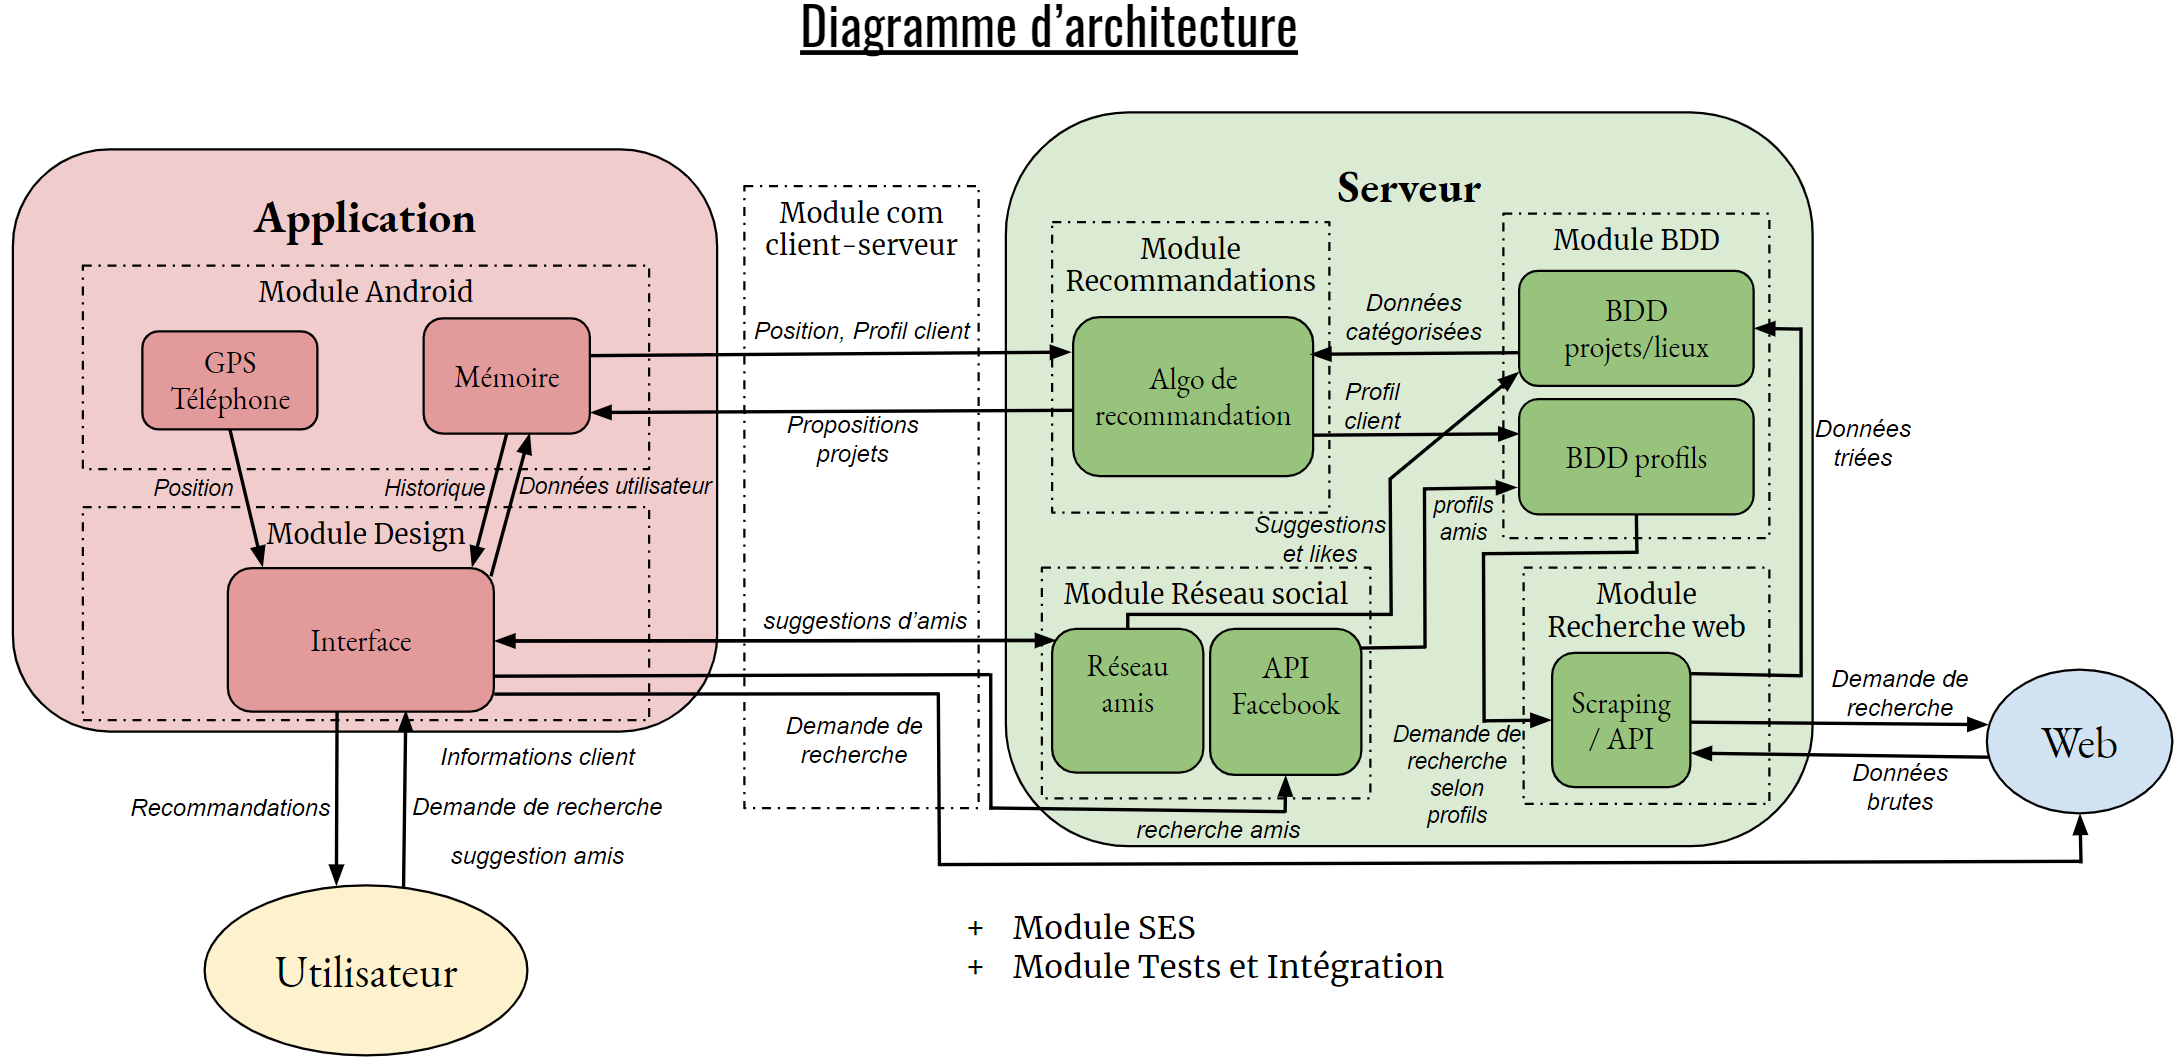 Diagramme d’architecture
Application
Module Android
GPS
Téléphone
Mémoire
Position
Historique
Données utilisateur
Module Design
Interface
Recommandations
Informations client
Demande de recherche
suggestion amis
Utilisateur
Module com
client-serveur
Position, Profil client
Propositions
projets
suggestions d’amis
Demande de
recherche
Serveur
Module
Recommandations
Algo de
recommandation
Données
catégorisées
Profil
client
Module BDD
BDD
projets/lieux
BDD profils
Données
triées
Suggestions
et likes
profils
amis
Module Réseau social
Réseau
amis
API
Facebook
recherche amis
Demande de
recherche
selon
profils
Module
Recherche web
Scraping
/ API
Demande de
recherche
Données
brutes
Web
+ Module SES
+ Module Tests et Intégration